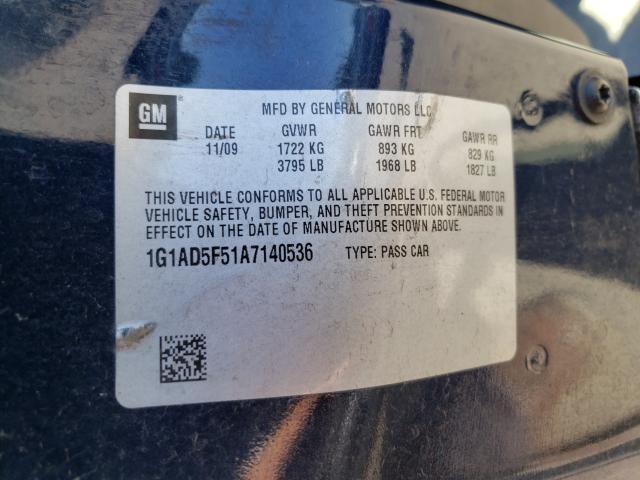 GM
MFD BY GENERAL MOTORS LLC
DATE GVWR GAWR FRT GAWR RR
11/09 1722 KG 893 KG 829 KG
3795 LB 1968 LB 1827 LB
THIS VEHICLE CONFORMS TO ALL APPLICABLE U.S. FEDERAL MOTOR
VEHICLE SAFETY, BUMPER, AND THEFT PREVENTION STANDARDS IN
EFFECT ON THE DATE OF MANUFACTURE SHOWN ABOVE.
1G1AD5F51A7140536 TYPE: PASS CAR